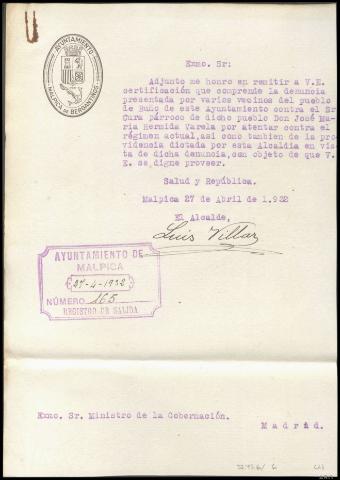 AYUNTAMIENTO
MALPICA DE BERGANTIÑOS
Exmo. Sr:
Adjunto me honro en remitir a V.E.
certificación que comprende la denuncia
presentada por varios vecinos del pueblo
de Buño de este Ayuntamiento contra el Sr
Cura párroco de dicho pueblo Don José Ma-
ria Hermida Varela por atentar contra el
régimen actual, asi como tambien de la pro
videncia dictada por esta Alcaldia en vis
ta de dicha denuncia, con objeto de que V.
E. se digne proveer.
Salud y República.
Malpica 27 de Abril de 1.932
El Alcalde,
Luis Villar
AYUNTAMIENTO DE
MALPICA
27-4-1932
NÚMERO 165
REGISTRO DE SALIDA
Exmo. Sr. Ministro de la Gobernación.
Madrid.